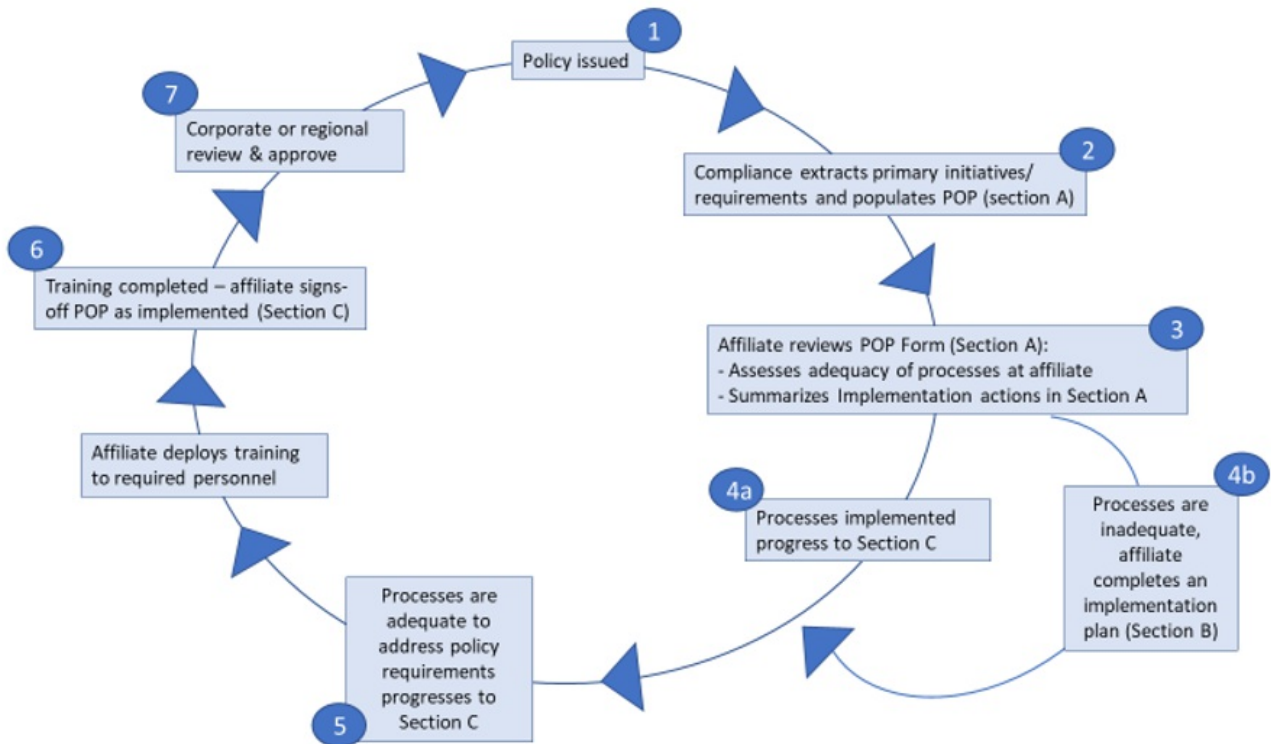 1
Policy issued
2
Compliance extracts primary initiatives/
requirements and populates POP (section A)
3
Affiliate reviews POP Form (Section A):
- Assesses adequacy of processes at affiliate
- Summarizes Implementation actions in Section A
4a
Processes implemented
progress to Section C
4b
Processes are
inadequate,
affiliate
completes an
implementation
plan (Section B)
Processes are
adequate to
address policy
requirements
progresses to
Section C
5
Affiliate deploys training
to required personnel
6
Training completed – affiliate signs-
off POP as implemented (Section C)
7
Corporate or regional
review & approve